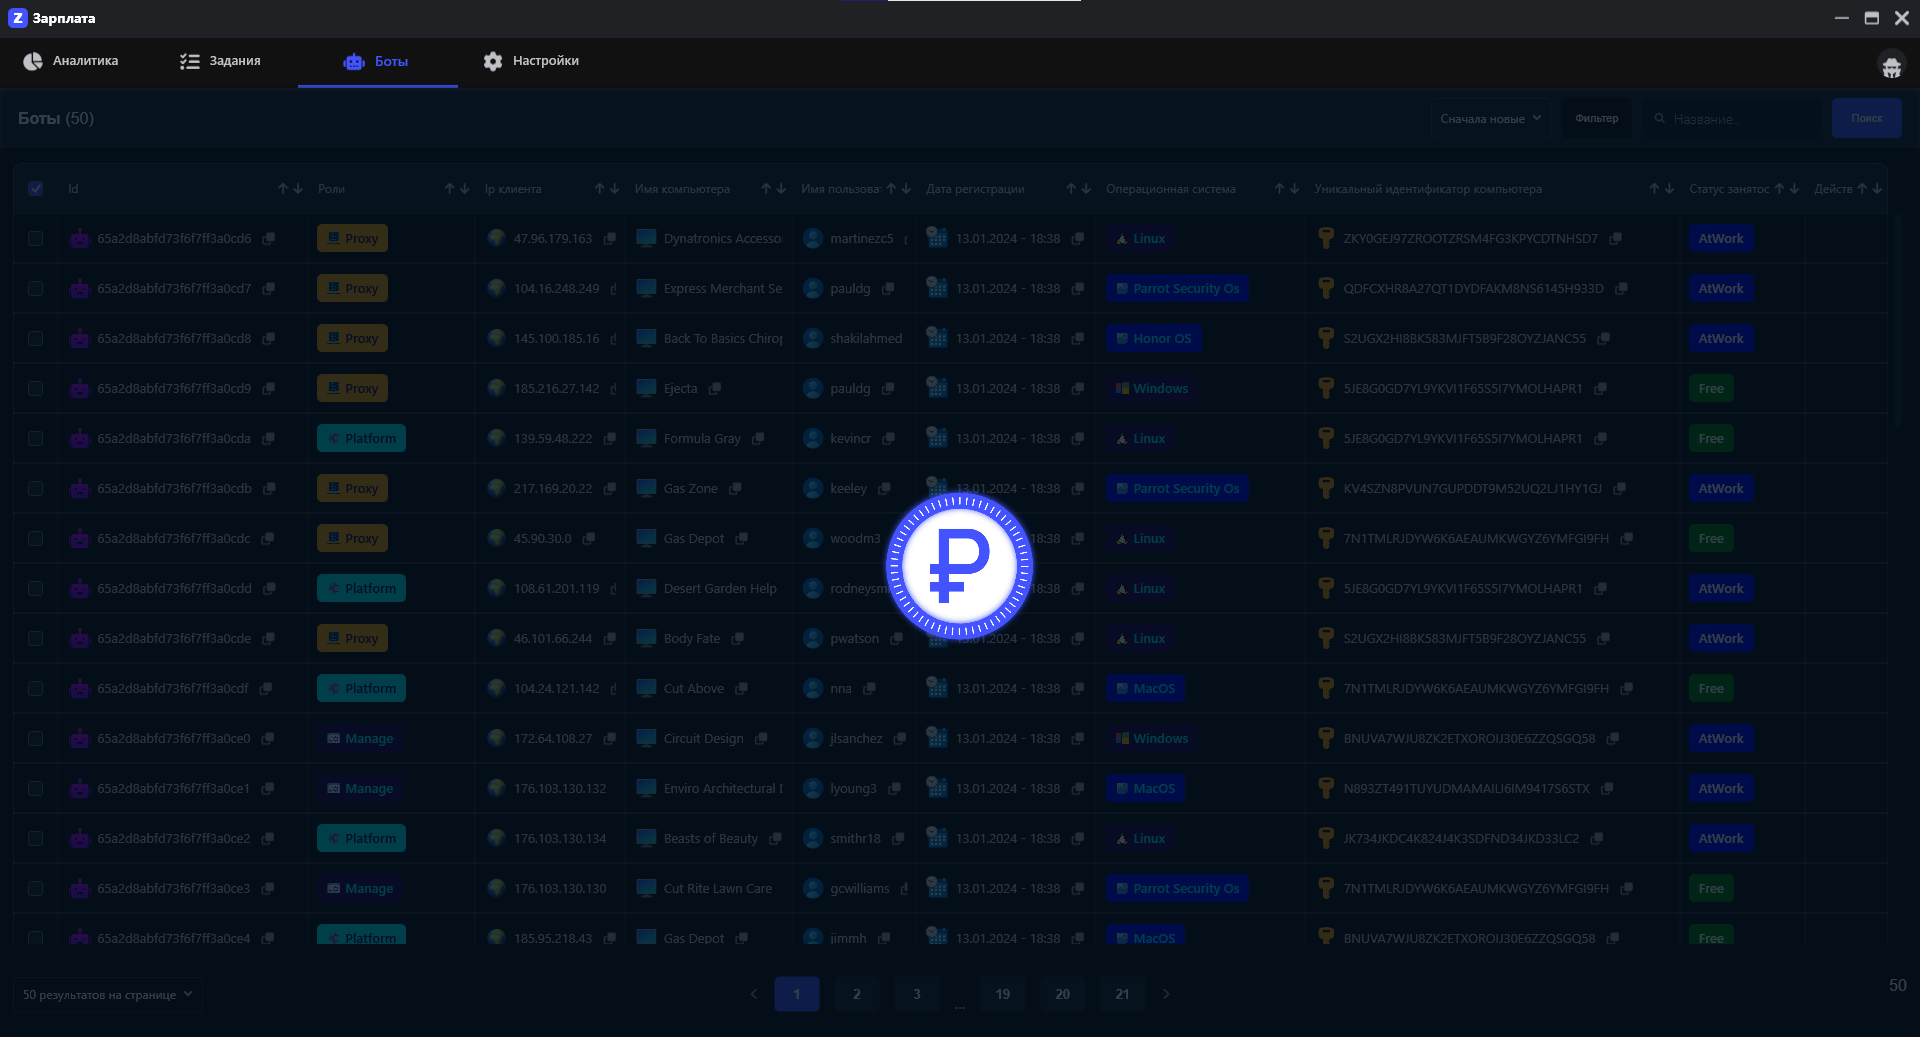 Z Зарплата
Аналитика Задания Боты Настройки
Боты (50) Сначала новые Фильтр Название... Поиск
Id Роли Ip клиента Имя компьютера Имя пользоват Дата регистрации Операционная система Уникальный идентификатор компьютера Статус занятос Действ
65a2d8abfd73f6f7ff3a0cd6 Proxy 47.96.179.163 Dynatronics Accesso martinezc5 13.01.2024 - 18:38 Linux ZKY0GEJ97ZROOTZRSM4FG3KPYCDTNHSD7 AtWork
65a2d8abfd73f6f7ff3a0cd7 Proxy 104.16.248.249 Express Merchant Se pauldg 13.01.2024 - 18:38 Parrot Security Os QDFCXHR8A27QT1DYDFAKM8NS6145H933D AtWork
65a2d8abfd73f6f7ff3a0cd8 Proxy 145.100.185.16 Back To Basics Chirop shakilahmed 13.01.2024 - 18:38 Honor OS S2UGX2HI8BK583MJFT5B9F28OYZJANC55 AtWork
65a2d8abfd73f6f7ff3a0cd9 Proxy 185.216.27.142 Ejecta pauldg 13.01.2024 - 18:38 Windows 5JE8G0GD7YL9YKVI1F65S5I7YMOLHAPR1 Free
65a2d8abfd73f6f7ff3a0cda Platform 139.59.48.222 Formula Gray kevincr 13.01.2024 - 18:38 Linux 5JE8G0GD7YL9YKVI1F65S5I7YMOLHAPR1 Free
65a2d8abfd73f6f7ff3a0cdb Proxy 217.169.20.22 Gas Zone keeley 13.01.2024 - 18:38 Parrot Security Os KV4SZN8PVUN7GUPDDT9M52UQ2LJ1HY1GJ AtWork
65a2d8abfd73f6f7ff3a0cdc Proxy 45.90.30.0 Gas Depot woodm3 18:38 Linux 7N1TMLRJDYW6K6AEAUMKWGYZ6YMFGI9FH Free
65a2d8abfd73f6f7ff3a0cdd Platform 108.61.201.119 Desert Garden Help rodneysm 18:38 Linux 5JE8G0GD7YL9YKVI1F65S5I7YMOLHAPR1 AtWork
65a2d8abfd73f6f7ff3a0cde Proxy 46.101.66.244 Body Fate pwatson 13.01.2024 - 18:38 Linux S2UGX2HI8BK583MJFT5B9F28OYZJANC55 AtWork
65a2d8abfd73f6f7ff3a0cdf Platform 104.24.121.142 Cut Above nna 13.01.2024 - 18:38 MacOS 7N1TMLRJDYW6K6AEAUMKWGYZ6YMFGI9FH Free
65a2d8abfd73f6f7ff3a0ce0 Manage 172.64.108.27 Circuit Design jlsanchez 13.01.2024 - 18:38 Windows BNUVA7WJU8ZK2ETXOROIJ30E6ZZQSGQ58 AtWork
65a2d8abfd73f6f7ff3a0ce1 Manage 176.103.130.132 Enviro Architectural lyoung3 13.01.2024 - 18:38 MacOS N893ZT491TUYUDMAMAILI6IM9417S6STX AtWork
65a2d8abfd73f6f7ff3a0ce2 Platform 176.103.130.134 Beasts of Beauty smithr18 13.01.2024 - 18:38 Linux JK734JKDC4K824J4K3SDFND34JKD33LC2 AtWork
65a2d8abfd73f6f7ff3a0ce3 Manage 176.103.130.130 Cut Rite Lawn Care gcwilliams 13.01.2024 - 18:38 Parrot Security Os 7N1TMLRJDYW6K6AEAUMKWGYZ6YMFGI9FH Free
65a2d8abfd73f6f7ff3a0ce4 Platform 185.95.218.43 Gas Depot jimmh 13.01.2024 - 18:38 MacOS BNUVA7WJU8ZK2ETXOROIJ30E6ZZQSGQ58 Free
50 результатов на странице 1 2 3 ... 19 20 21 50